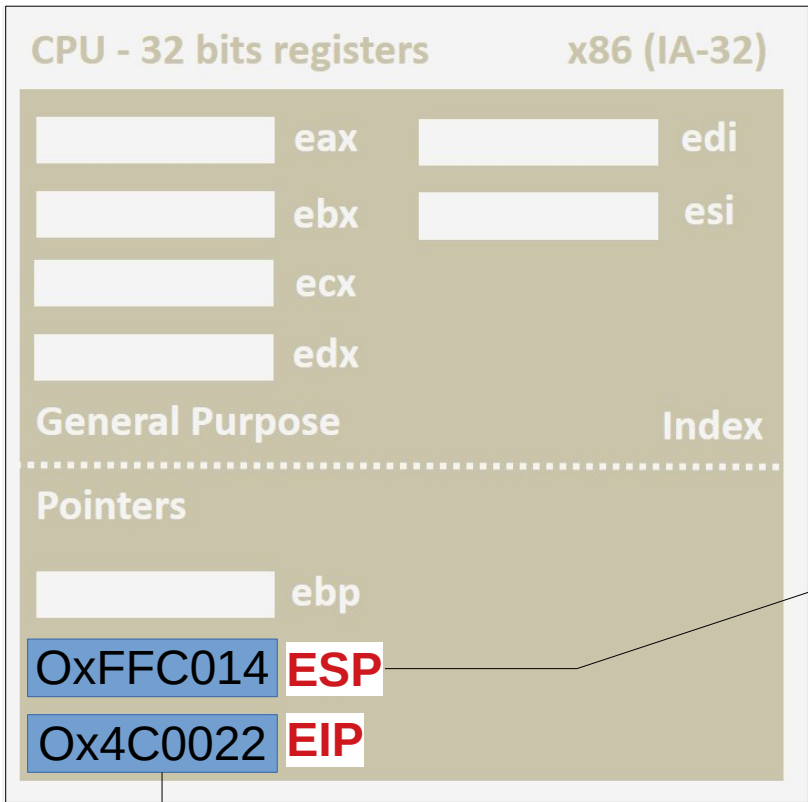 CPU - 32 bits registers x86 (IA-32)
eax edi
ebx esi
ecx
edx
General Purpose Index
Pointers
ebp
OxFFC014 ESP
Ox4C0022 EIP